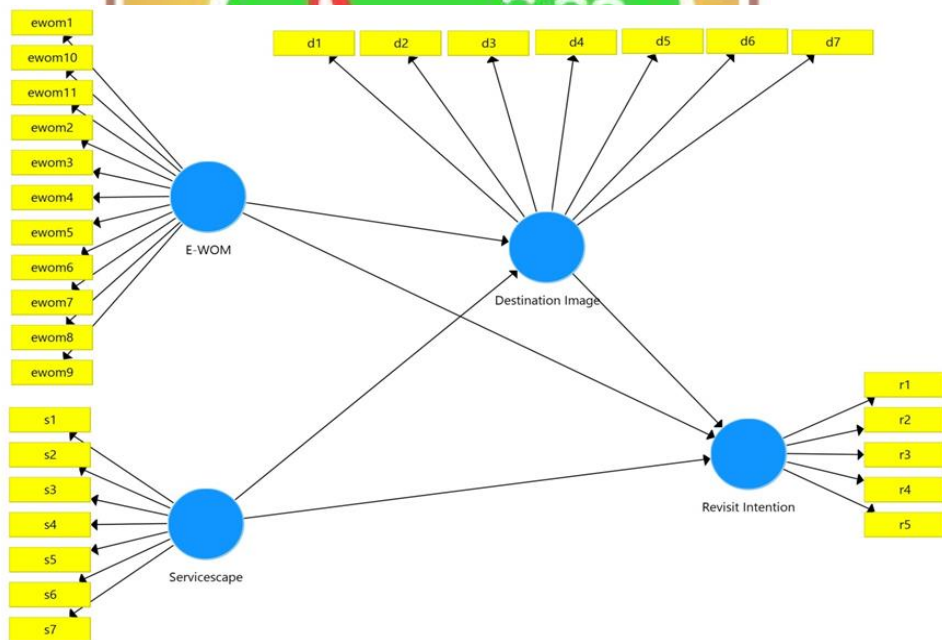 ewom1
ewom10
ewom11
ewom2
ewom3
ewom4
ewom5
ewom6
ewom7
ewom8
ewom9
E-WOM
d1
d2
d3
d4
d5
d6
d7
Destination Image
s1
s2
s3
s4
s5
s6
s7
Servicescape
r1
r2
r3
r4
r5
Revisit Intention